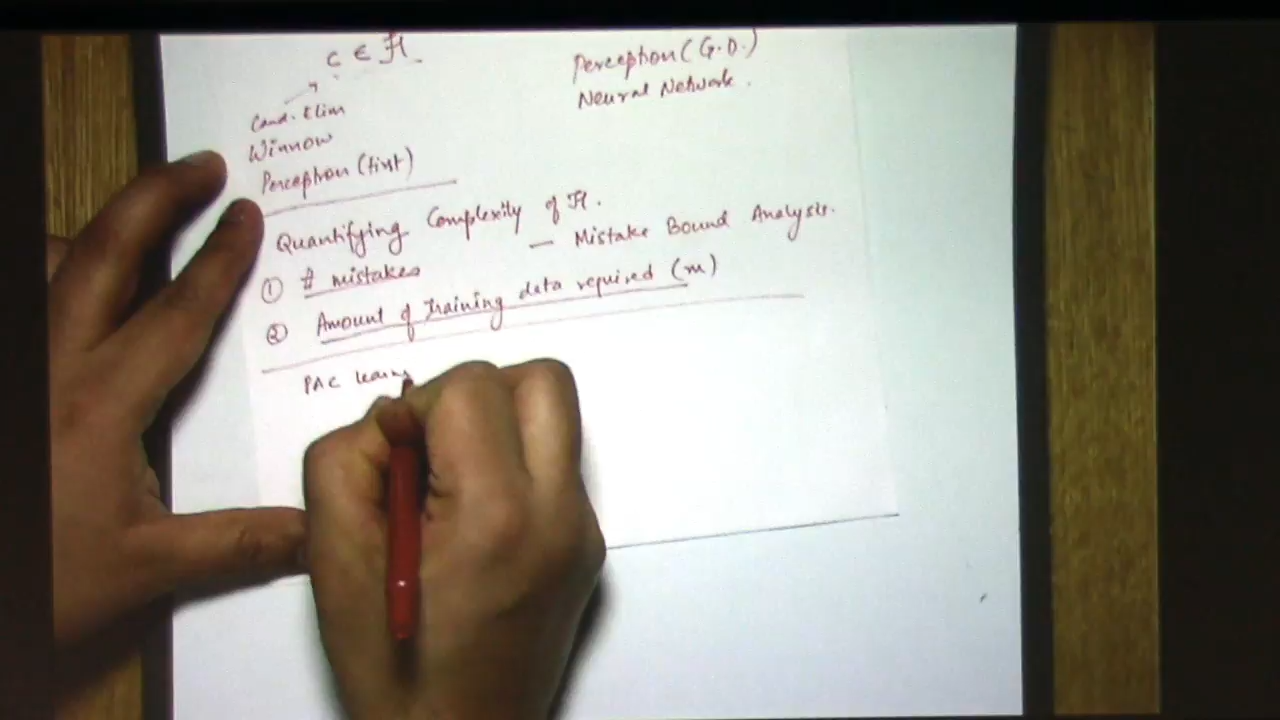 c ∈ ℋ
Cand. Elim
Winnow
Perceptron (first)
Perceptron (G.D.)
Neural Network.
Quantifying Complexity of ℋ.
— Mistake Bound Analysis.
① # mistakes
② Amount of training data required (m)
PAC learn